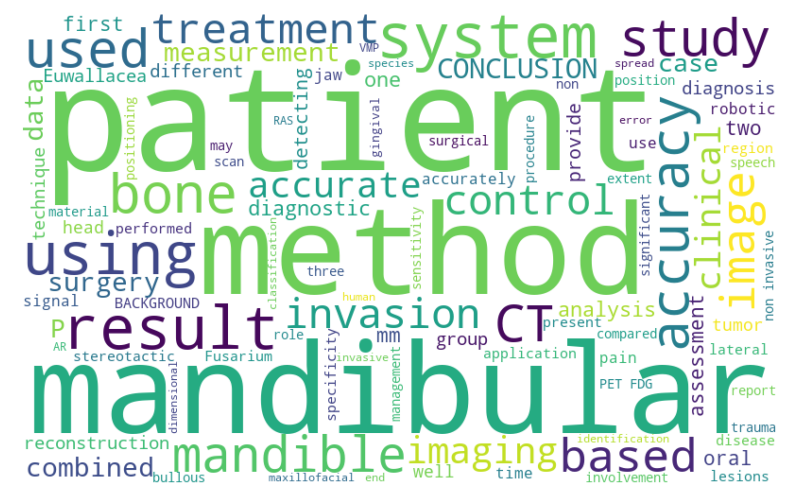 first
treatment
system
study
used
measurement
VMP
species
spread
case
Euwallacea
different
jaw
one
CONCLUSION
non
position
diagnosis
patient
data
technique
positioning
RAS
detecting
gingival
surgical
provide
error
robotic
two
may
scan
procedure
use
region
speech
bone
accurate
accurately
control
extent
accuracy
clinical
image
material
head
performed
diagnostic
using
method
classification
sensitivity
significant
non invasive
surgery
three
signal
BACKGROUND
human
invasion
CT
analysis
tumor
result
P
AR
role
mm
group
present
compared
assessment
lateral
stereotactic
Fusarium
specificity
invasive
management
application
pain
dimensional
mandibular
PET FDG
report
trauma
reconstruction
mandible
imaging
based
identification
oral
disease
combined
bullous
maxillofacial
end
well
time
involvement
lesions